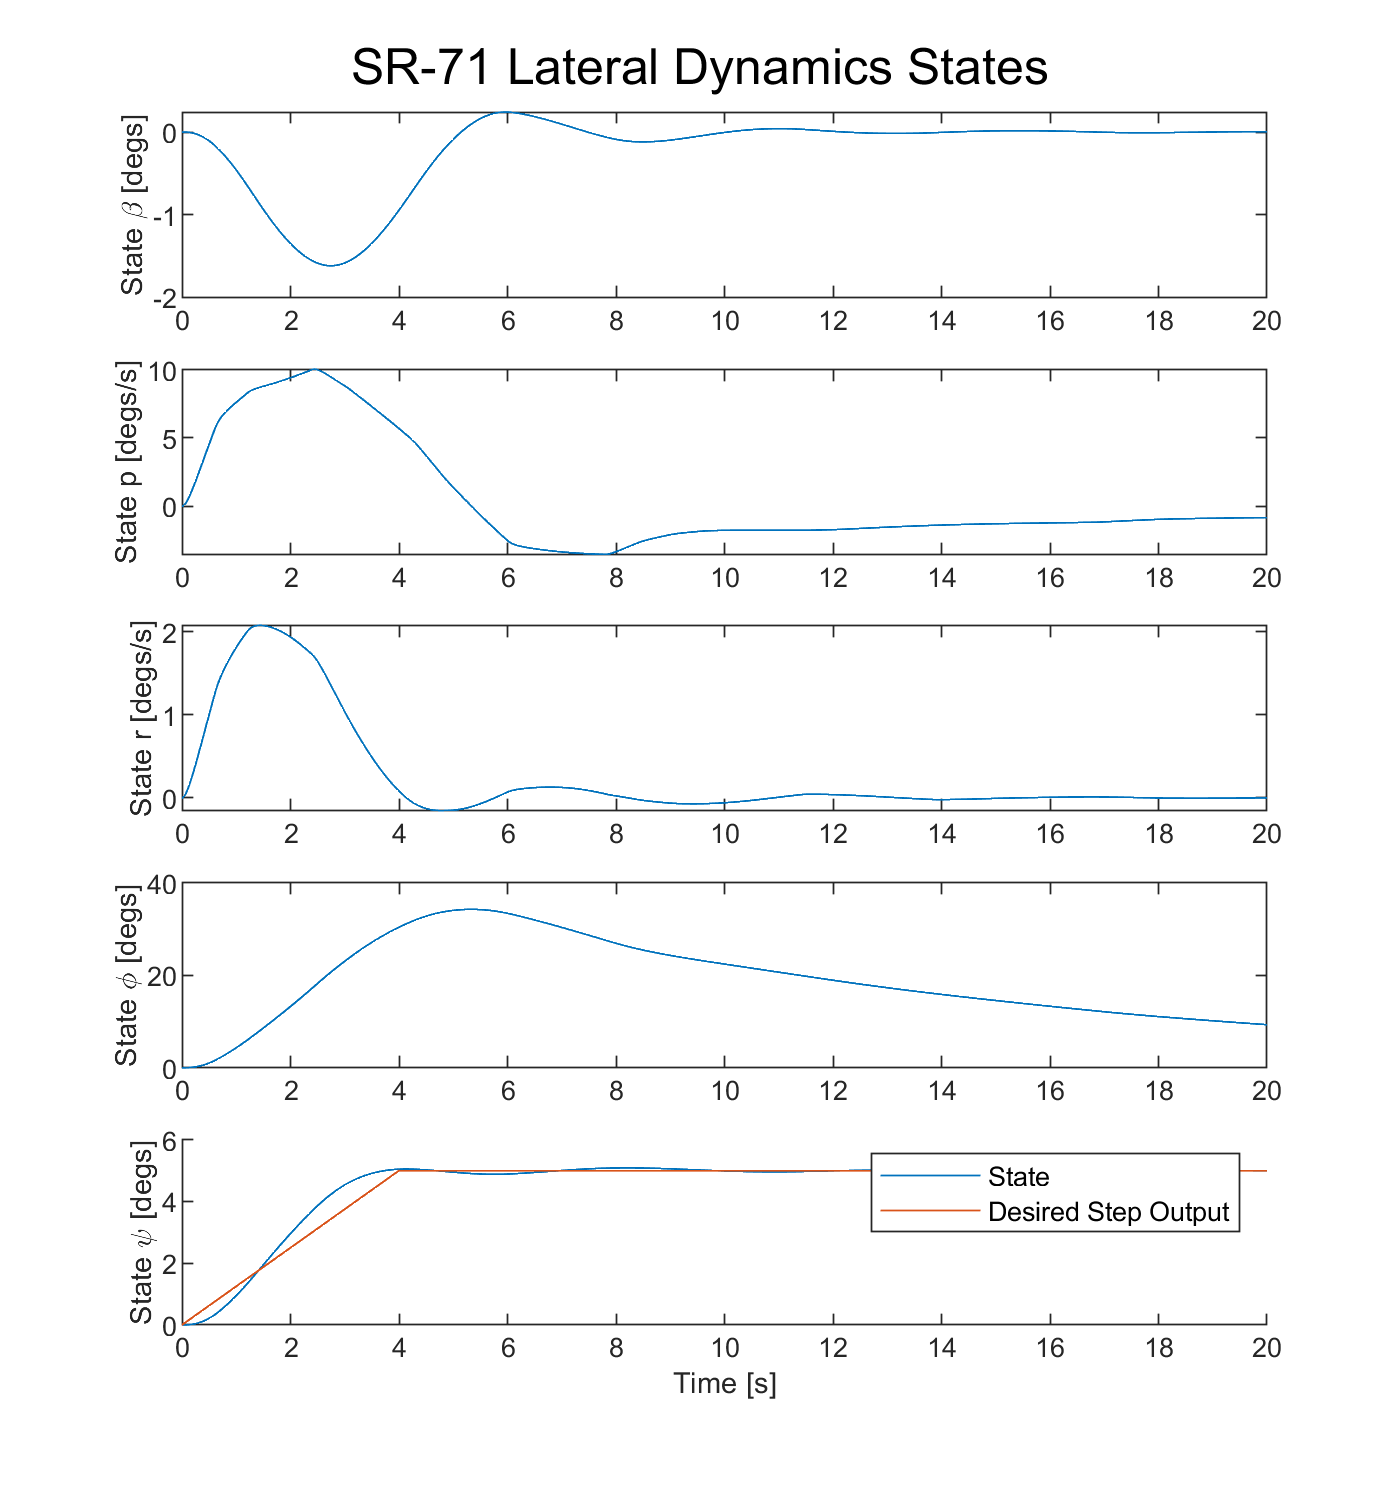 SR-71 Lateral Dynamics States
State β [degs]
0
-1
-2
0 2 4 6 8 10 12 14 16 18 20
State p [degs/s]
10
5
0
0 2 4 6 8 10 12 14 16 18 20
State r [degs/s]
2
1
0
0 2 4 6 8 10 12 14 16 18 20
State ϕ [degs]
40
20
0
0 2 4 6 8 10 12 14 16 18 20
State ψ [degs]
6
4
2
0
State
Desired Step Output
0 2 4 6 8 10 12 14 16 18 20
Time [s]